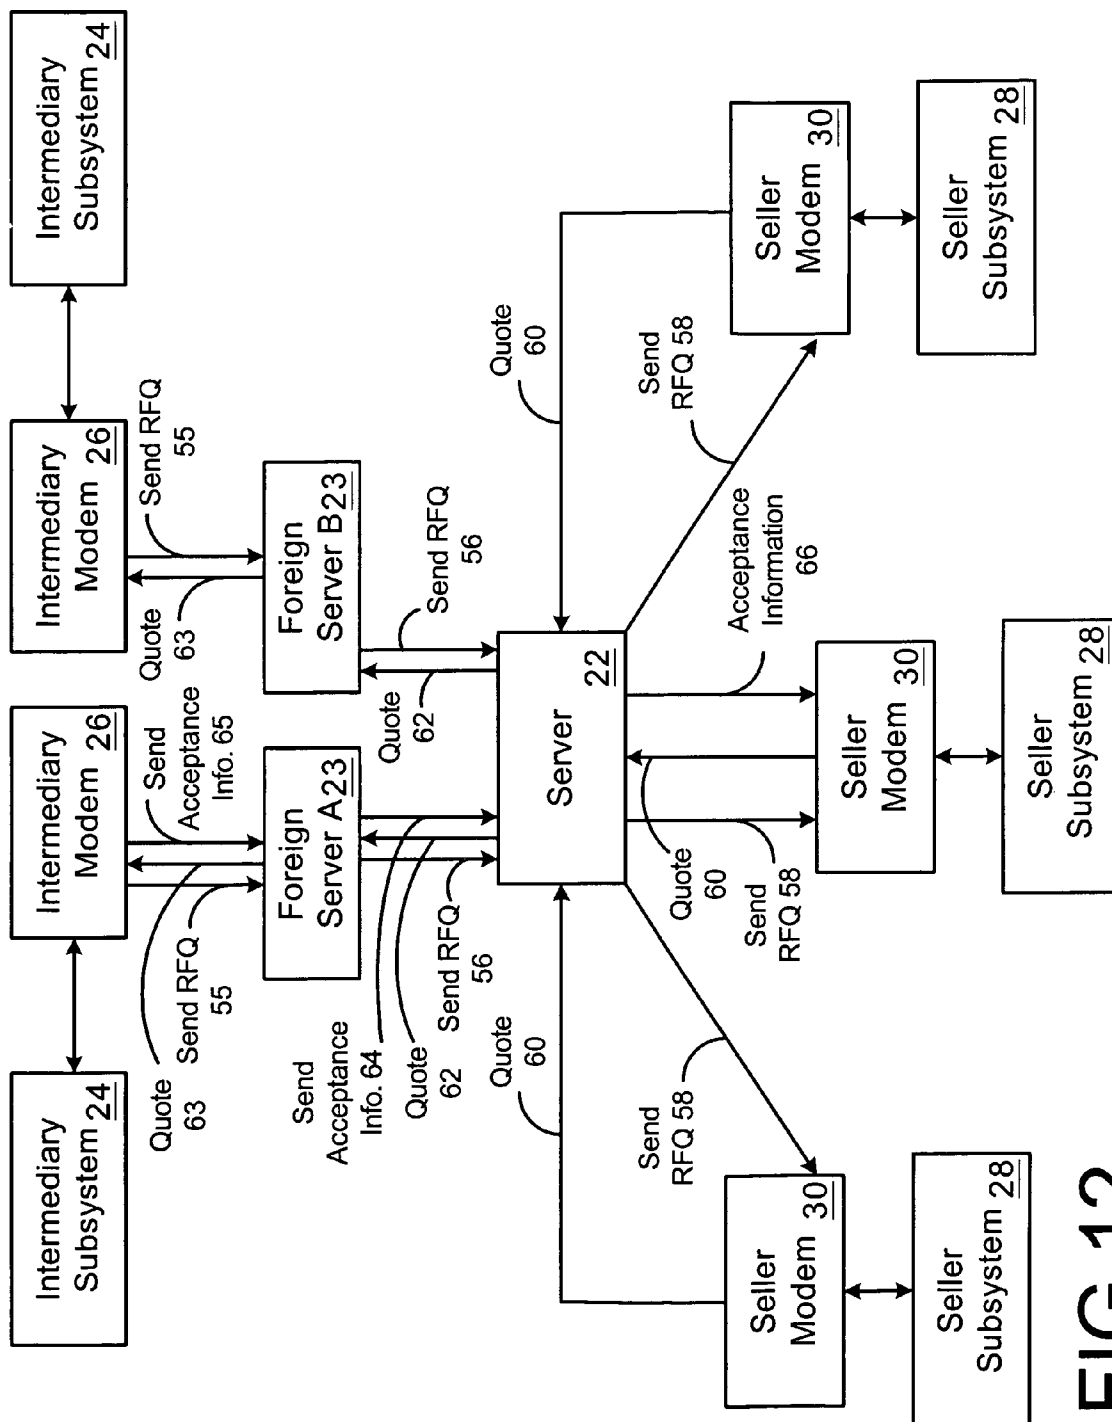 Intermediary
Subsystem 24
Intermediary
Modem 26
Intermediary
Modem 26
Intermediary
Subsystem 24
Quote
63
Send RFQ
55
Send
Acceptance
Info. 65
Quote
63
Send RFQ
55
Foreign
Server A23
Foreign
Server B23
Send
Acceptance
Info. 64
Quote
62
Send RFQ
56
Quote
62
Send RFQ
56
Quote
60
Server
22
Quote
60
Send
RFQ 58
Quote
60
Send
RFQ 58
Acceptance
Information
66
Send
RFQ 58
Seller
Modem 30
Seller
Modem 30
Seller
Modem 30
Seller
Subsystem 28
Seller
Subsystem 28
Seller
Subsystem 28
FIG 12